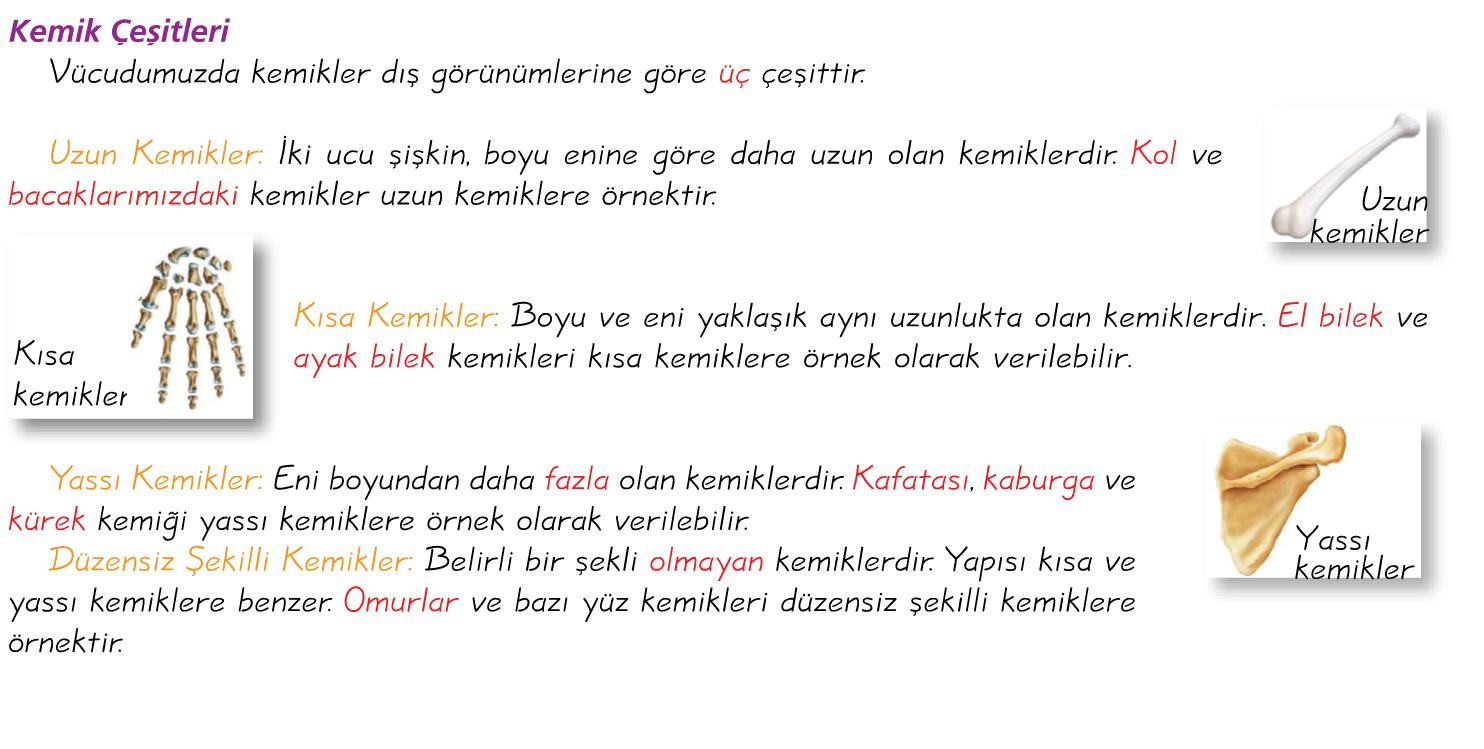 Kemik Çeşitleri
Vücudumuzda kemikler dış görünümlerine göre üç çeşittir.
Uzun Kemikler: İki ucu şişkin, boyu enine göre daha uzun olan kemiklerdir. Kol ve
bacaklarımızdaki kemikler uzun kemiklere örnektir.
Uzun
kemikler
Kısa Kemikler: Boyu ve eni yaklaşık aynı uzunlukta olan kemiklerdir. El bilek ve
ayak bilek kemikleri kısa kemiklere örnek olarak verilebilir.
Kısa
kemikler
Yassı Kemikler: Eni boyundan daha fazla olan kemiklerdir. Kafatası, kaburga ve
kürek kemiği yassı kemiklere örnek olarak verilebilir.
Yassı
kemikler
Düzensiz Şekilli Kemikler: Belirli bir şekli olmayan kemiklerdir. Yapısı kısa ve
yassı kemiklere benzer. Omurlar ve bazı yüz kemikleri düzensiz şekilli kemiklere
örnektir.